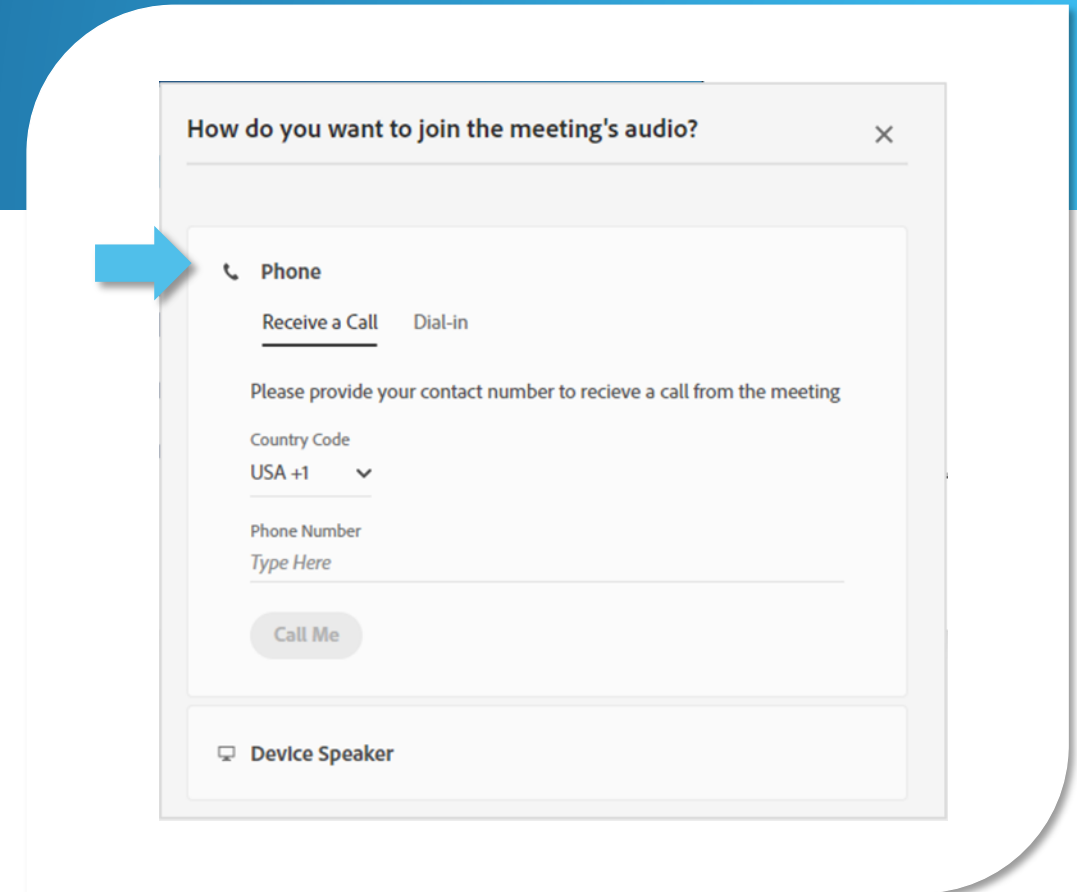 How do you want to join the meeting's audio?
Phone
Receive a Call Dial-in
Please provide your contact number to recieve a call from the meeting
Country Code
USA +1
Phone Number
Type Here
Call Me
Device Speaker